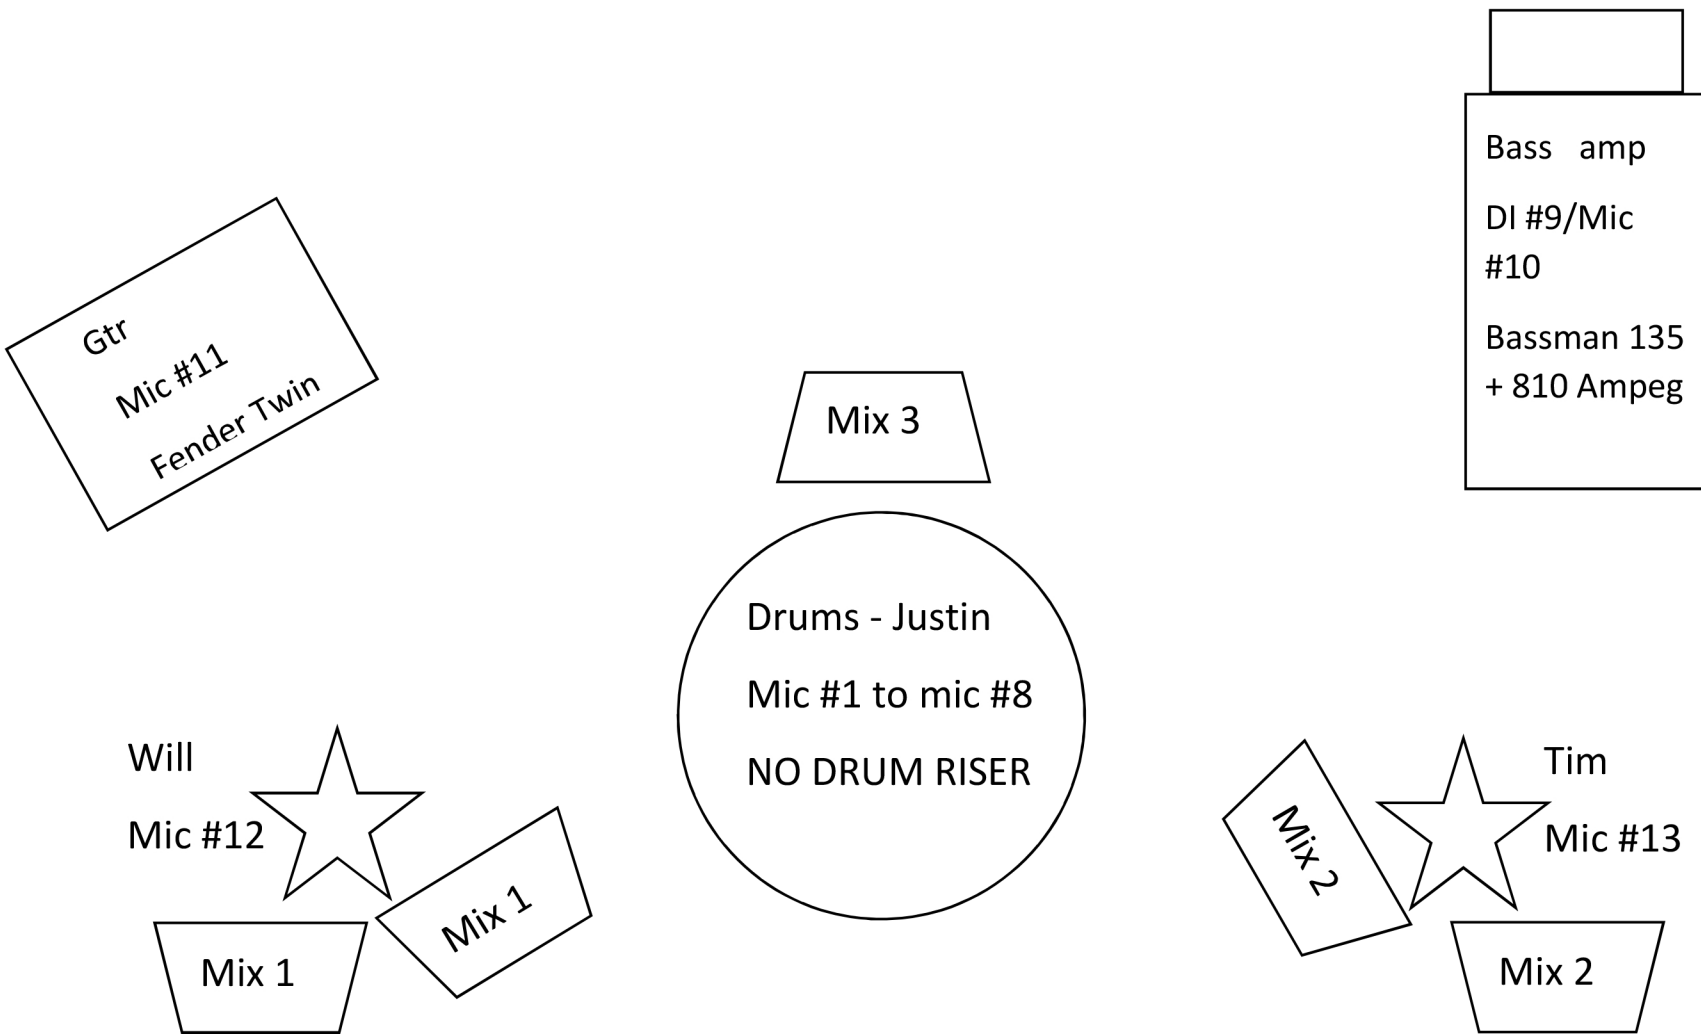 Bass   amp
DI #9/Mic
#10
Bassman 135
+ 810 Ampeg
Gtr
Mic #11
Fender Twin
Mix 3
Drums - Justin
Mic #1 to mic #8
NO DRUM RISER
Will
Mic #12
Mix 1
Mix 1
Tim
Mic #13
Mix 2
Mix 2